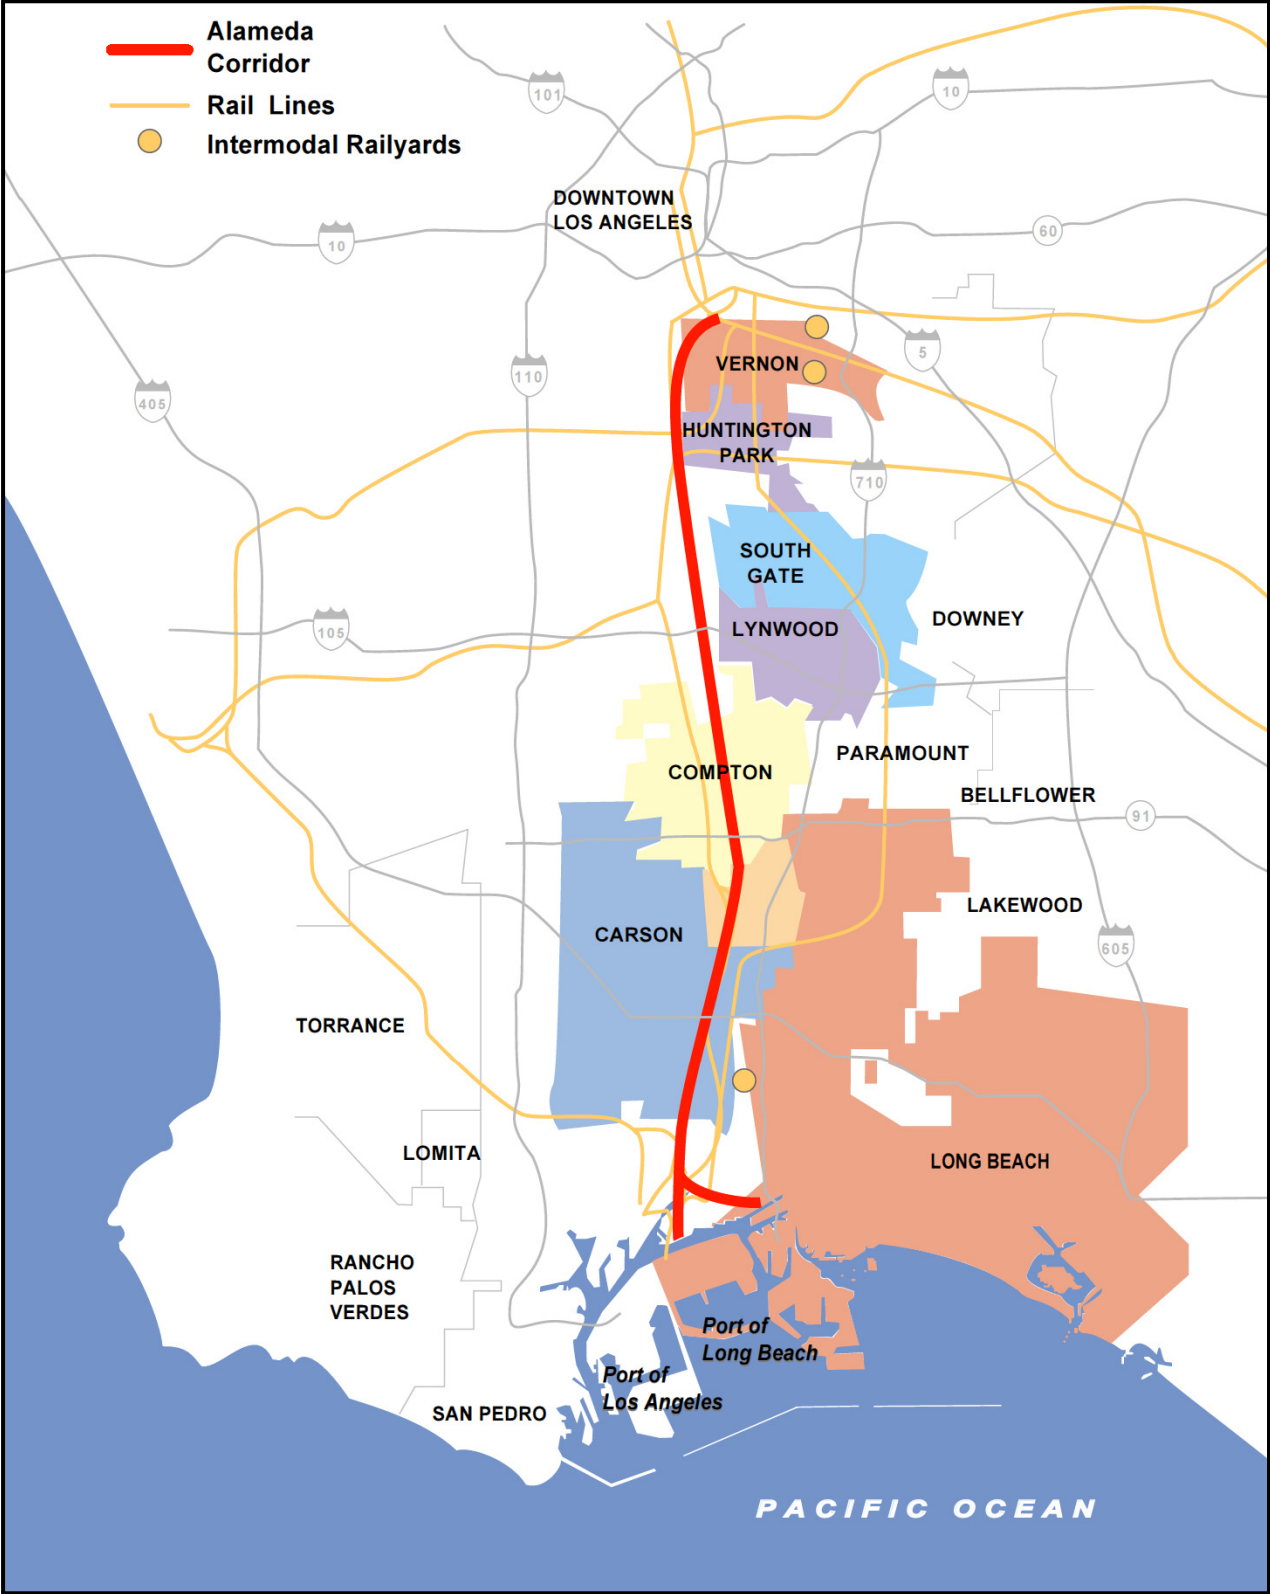 Alameda
Corridor
Rail Lines
Intermodal Railyards
101
10
DOWNTOWN
LOS ANGELES
10
60
VERNON
5
110
405
HUNTINGTON
PARK
710
SOUTH
GATE
105
LYNWOOD
DOWNEY
PARAMOUNT
COMPTON
BELLFLOWER
91
LAKEWOOD
CARSON
605
TORRANCE
LOMITA
LONG BEACH
RANCHO
PALOS
VERDES
Port of
Long Beach
Port of
Los Angeles
SAN PEDRO
PACIFIC OCEAN